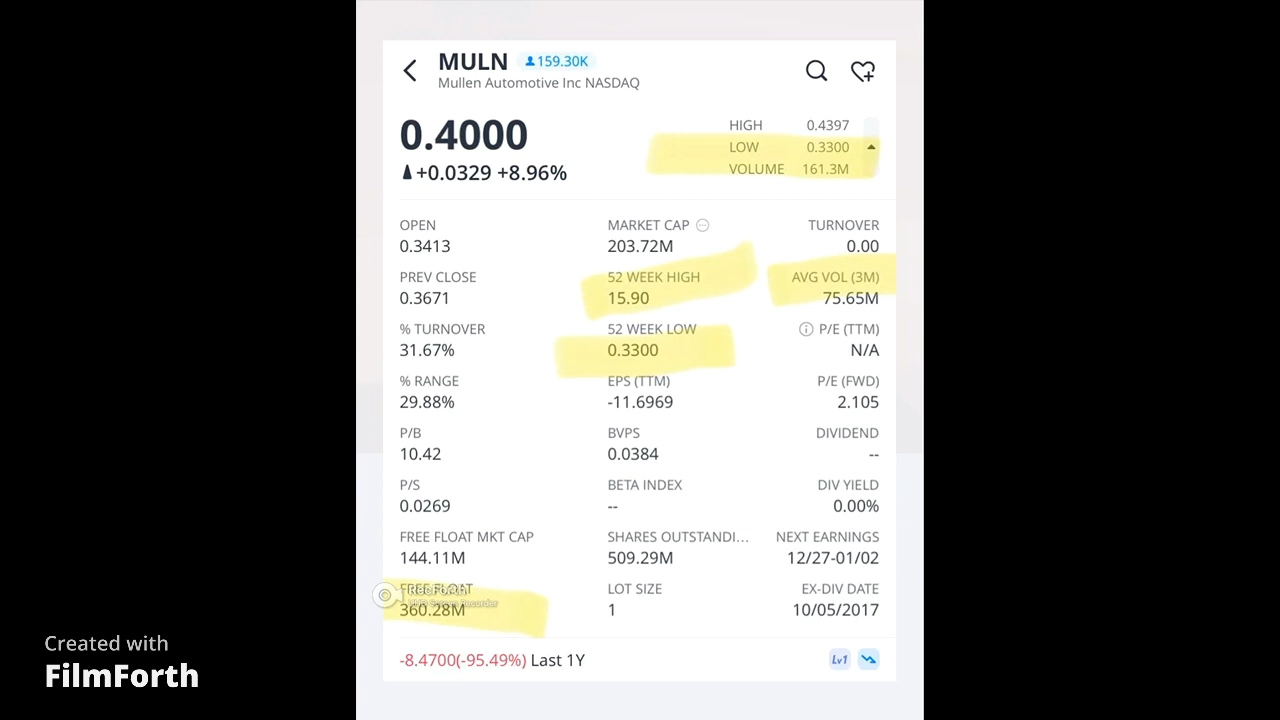 MULN 159.30K
Mullen Automotive Inc NASDAQ
0.4000
+0.0329 +8.96%
HIGH 0.4397
LOW 0.3300
VOLUME 161.3M
OPEN MARKET CAP TURNOVER
0.3413 203.72M 0.00
PREV CLOSE 52 WEEK HIGH AVG VOL (3M)
0.3671 15.90 75.65M
% TURNOVER 52 WEEK LOW P/E (TTM)
31.67% 0.3300 N/A
% RANGE EPS (TTM) P/E (FWD)
29.88% -11.6969 2.105
P/B BVPS DIVIDEND
10.42 0.0384 --
P/S BETA INDEX DIV YIELD
0.0269 -- 0.00%
FREE FLOAT MKT CAP SHARES OUTSTANDI... NEXT EARNINGS
144.11M 509.29M 12/27-01/02
FREE FLOAT LOT SIZE EX-DIV DATE
RecForth
360.28M 1 10/05/2017
-8.4700(-95.49%) Last 1Y Lv1
Created with
FilmForth